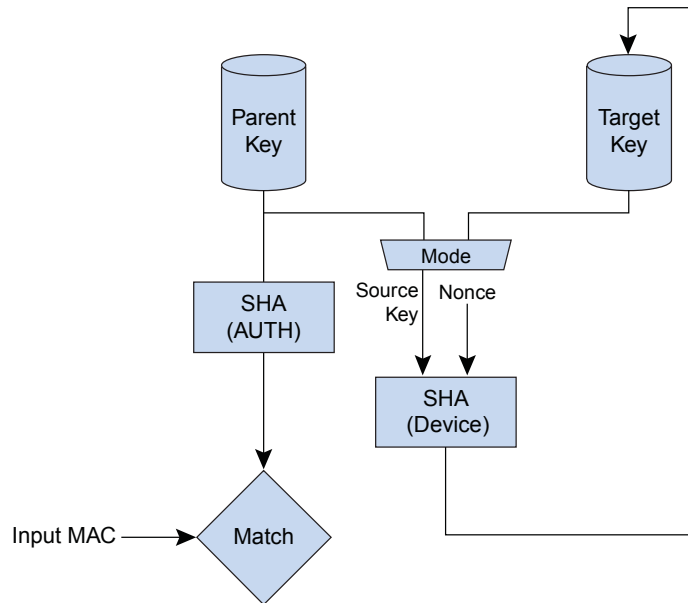 Parent
Key
Target
Key
Mode
Source
Key
Nonce
SHA
(AUTH)
SHA
(Device)
Input MAC
Match